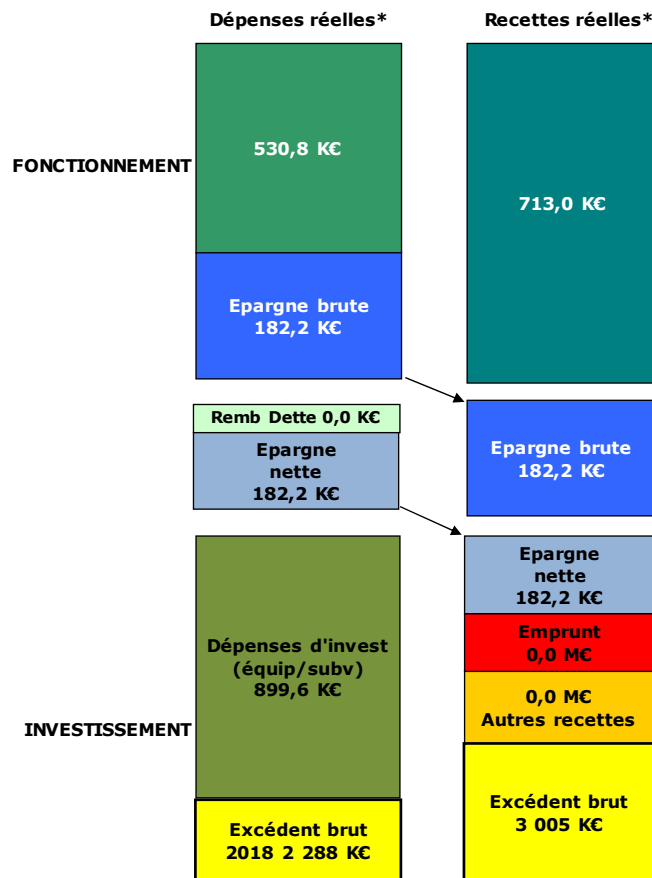 Dépenses réelles*
Recettes réelles*
FONCTIONNEMENT
530,8 K€
713,0 K€
Epargne brute
182,2 K€
Remb Dette 0,0 K€
Epargne
nette
182,2 K€
Epargne brute
182,2 K€
INVESTISSEMENT
Dépenses d'invest
(équip/subv)
899,6 K€
Excédent brut
2018 2 288 K€
Epargne
nette
182,2 K€
Emprunt
0,0 M€
0,0 M€
Autres recettes
Excédent brut
3 005 K€